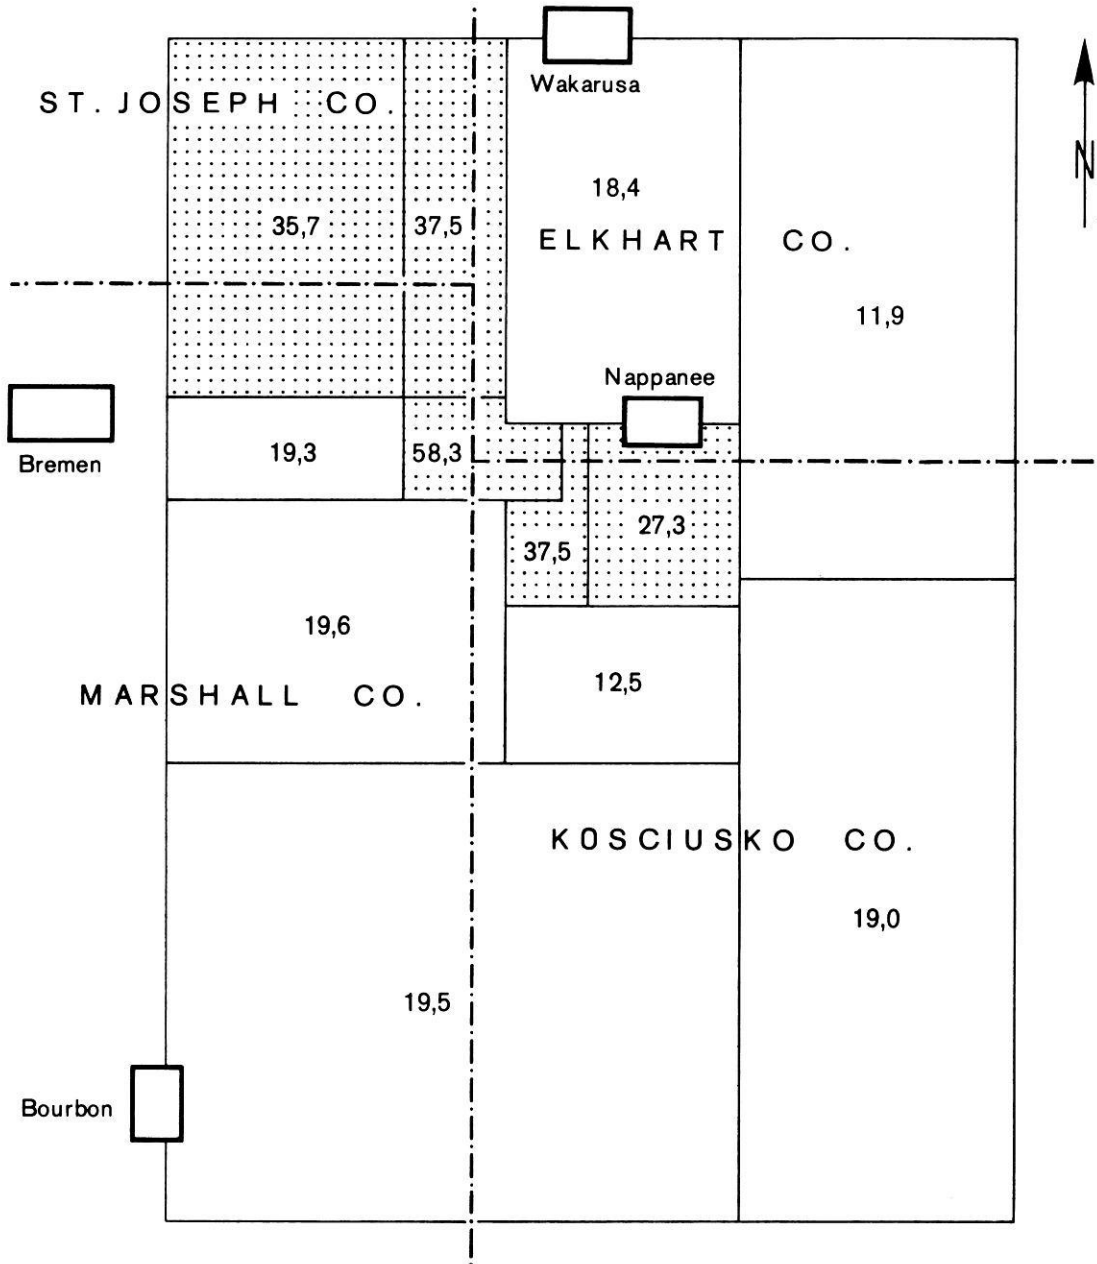 Wakarusa
ST. JOSEPH CO.
N
18,4
35,7
37,5
ELKHART CO.
11,9
Nappanee
Bremen
19,3
58,3
27,3
37,5
19,6
12,5
MARSHALL CO.
KOSCIUSKO CO.
19,0
19,5
Bourbon